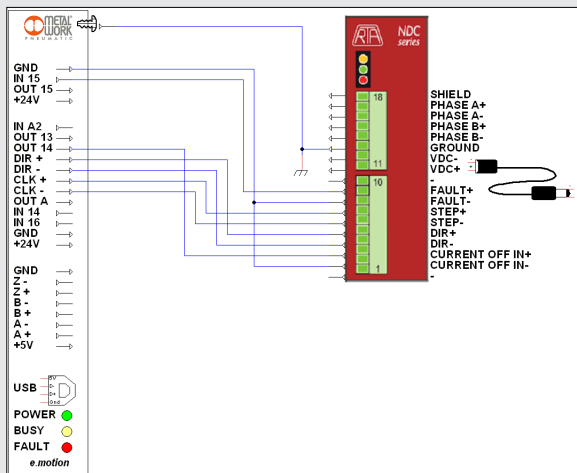 METAL
WORK
PNEUMATIC
GND
IN 15
OUT 15
+24V
IN A2
OUT 13
OUT 14
DIR +
DIR -
CLK +
CLK -
OUT A
IN 14
IN 16
GND
+24V
GND
Z -
Z +
B -
B +
A -
A +
+5V
USB
5V
D-
D+
Gnd
POWER
BUSY
FAULT
e.motion
RTA
NDC
series
18
11
10
1
SHIELD
PHASE A+
PHASE A-
PHASE B+
PHASE B-
GROUND
VDC-
VDC+
-
FAULT+
FAULT-
STEP+
STEP-
DIR+
DIR-
CURRENT OFF IN+
CURRENT OFF IN-
-